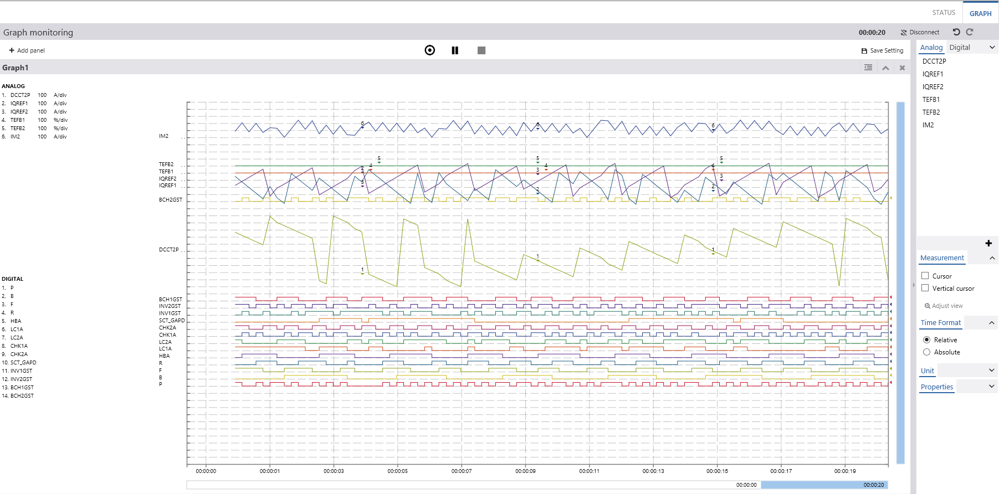 STATUS GRAPH
Graph monitoring 00:00:20 Disconnect
Add panel Save Setting
Graph1
Analog Digital
DCCT2P
IQREF1
IQREF2
TEFB1
TEFB2
IM2
ANALOG
1. DCCT2P 100 A/div
2. IQREF1 100 A/div
3. IQREF2 100 A/div
4. TEFB1 100 %/div
5. TEFB2 100 %/div
6. IM2 100 A/div
DIGITAL
1. P
2. B
3. F
4. R
5. HBA
6. LC1A
7. LC2A
8. CHK1A
9. CHK2A
10. SCT_GAPD
11. INV1GST
12. INV2GST
13. BCH1GST
14. BCH2GST
6 6 6
IM2
5 5 5
TEFB2
2 4 3 4 4
TEFB1
IQREF2
3 3
IQREF1
2 2
BCH2GST
DCCT2P
1 1 1
BCH1GST
INV2GST
INV1GST
SCT_GAPD
CHK2A
CHK1A
LC2A
LC1A
HBA
R
F
B
P
00:00:00 00:00:01 00:00:03 00:00:05 00:00:07 00:00:09 00:00:11 00:00:13 00:00:15 00:00:17 00:00:19
00:00:00 00:00:20
Measurement
Cursor
Vertical cursor
Adjust view
Time Format
Relative
Absolute
Unit
Properties